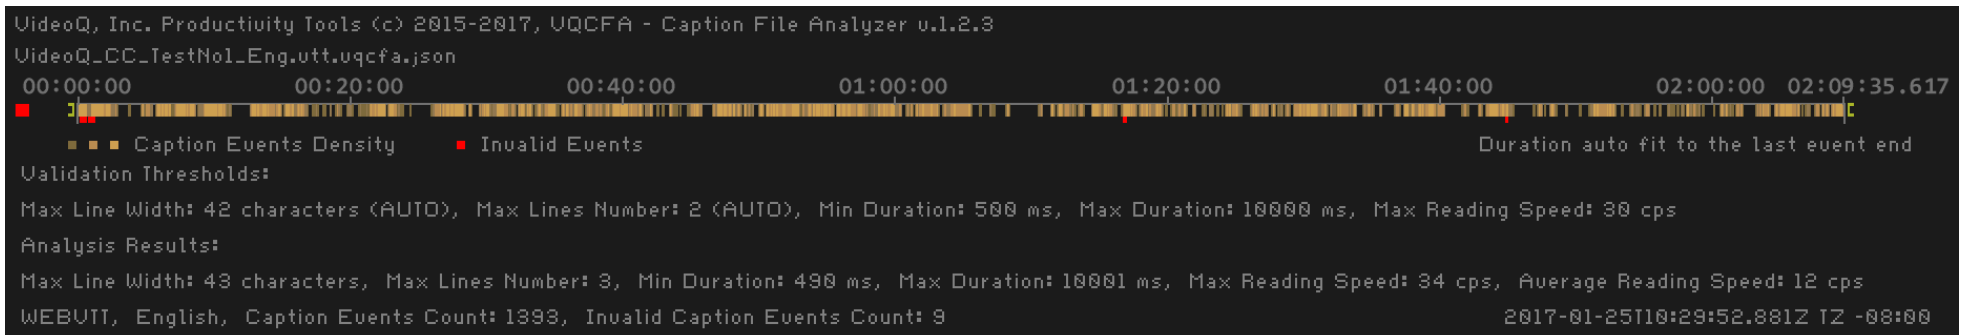 VideoQ, Inc. Productivity Tools (c) 2015-2017, VQCFA - Caption File Analyzer v.1.2.3
VideoQ_CC_TestNo1_Eng.vtt.vqcfa.json
00:00:00 00:20:00 00:40:00 01:00:00 01:20:00 01:40:00 02:00:00 02:09:35.617
Caption Events Density Invalid Events Duration auto fit to the last event end
Validation Thresholds:
Max Line Width: 42 characters (AUTO), Max Lines Number: 2 (AUTO), Min Duration: 500 ms, Max Duration: 10000 ms, Max Reading Speed: 30 cps
Analysis Results:
Max Line Width: 43 characters, Max Lines Number: 3, Min Duration: 490 ms, Max Duration: 10001 ms, Max Reading Speed: 34 cps, Average Reading Speed: 12 cps
WEBVTT, English, Caption Events Count: 1393, Invalid Caption Events Count: 9 2017-01-25T10:29:52.881Z TZ -08:00